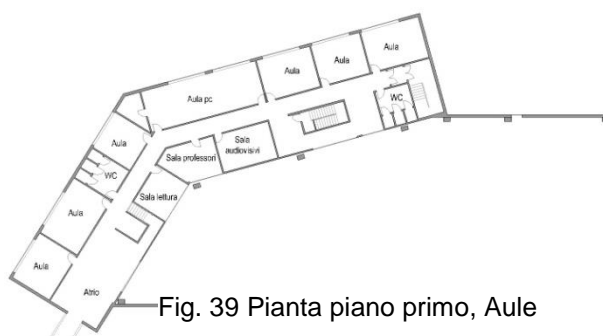 Aula
Aula
Aula
Aula pc
WC
Aula
Sala
audiovisivi
Sala professori
WC
Sala lettura
Aula
Aula
Atrio
Fig. 39 Pianta piano primo, Aule